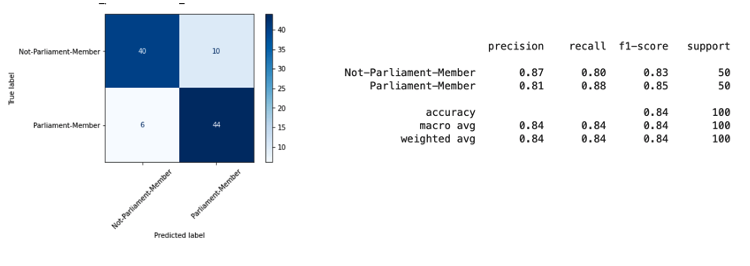 Not-Parliament-Member
40
10
40
35
30
25
20
15
10
True label
Parliament-Member
6
44
Not-Parliament-Member
Parliament-Member
Predicted label
precision recall f1-score support
Not-Parliament-Member 0.87 0.80 0.83 50
Parliament-Member 0.81 0.88 0.85 50
accuracy 0.84 100
macro avg 0.84 0.84 0.84 100
weighted avg 0.84 0.84 0.84 100